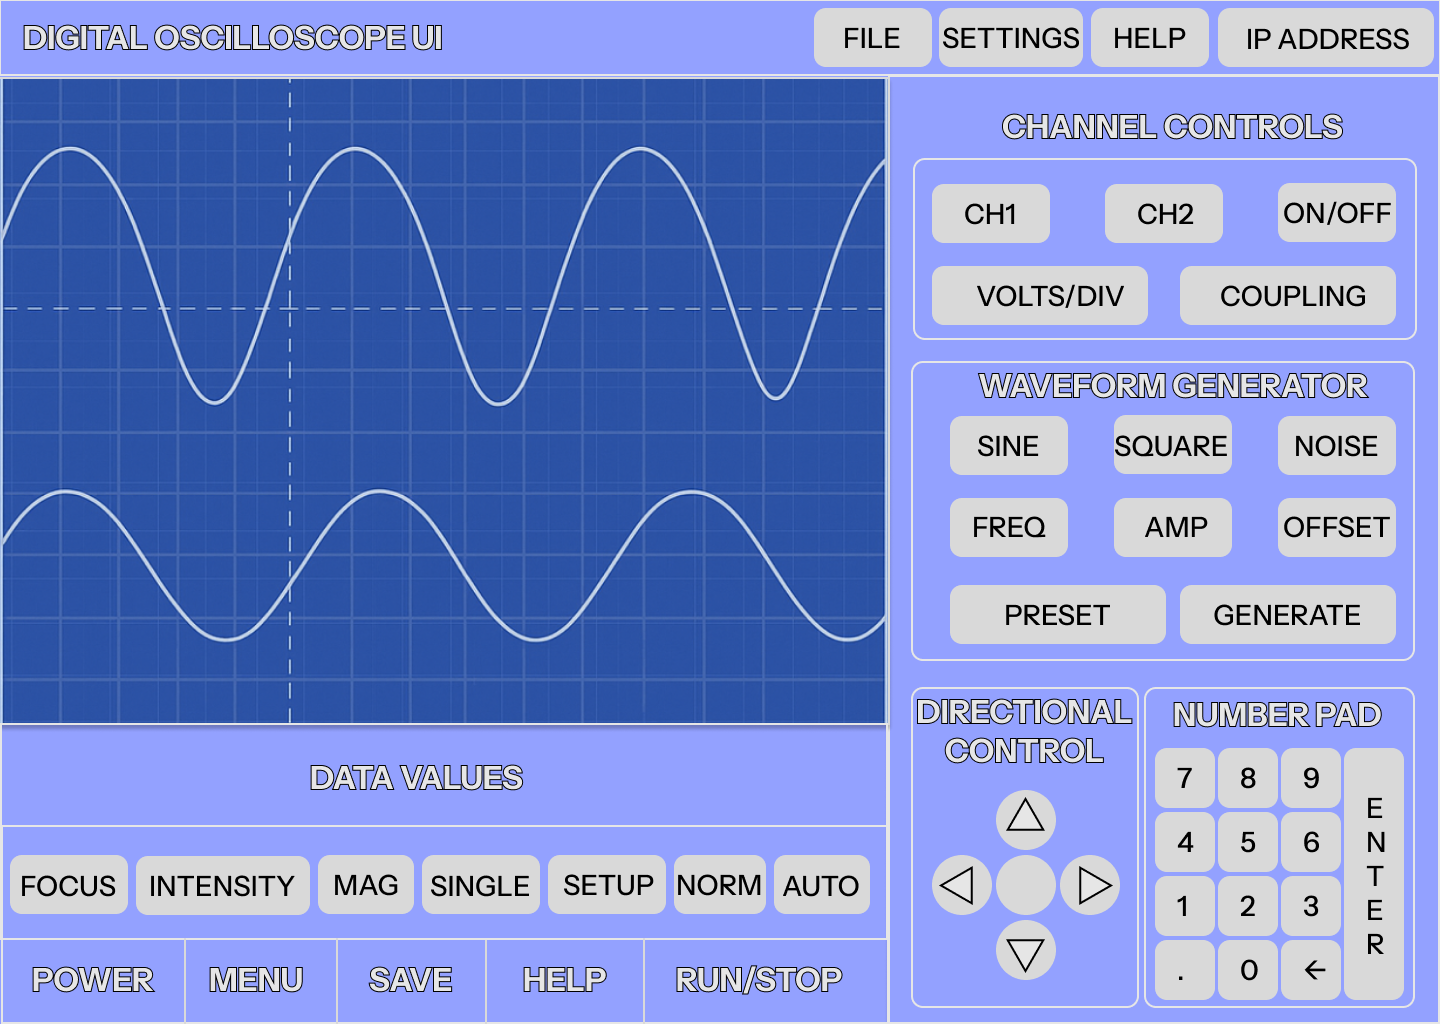 DIGITAL OSCILLOSCOPE UI
FILE SETTINGS HELP IP ADDRESS
CHANNEL CONTROLS
CH1 CH2 ON/OFF
VOLTS/DIV COUPLING
WAVEFORM GENERATOR
SINE SQUARE NOISE
FREQ AMP OFFSET
PRESET GENERATE
DIRECTIONAL
CONTROL
NUMBER PAD
7 8 9
4 5 6
1 2 3
. 0 ←
E
N
T
E
R
DATA VALUES
FOCUS INTENSITY MAG SINGLE SETUP NORM AUTO
POWER MENU SAVE HELP RUN/STOP